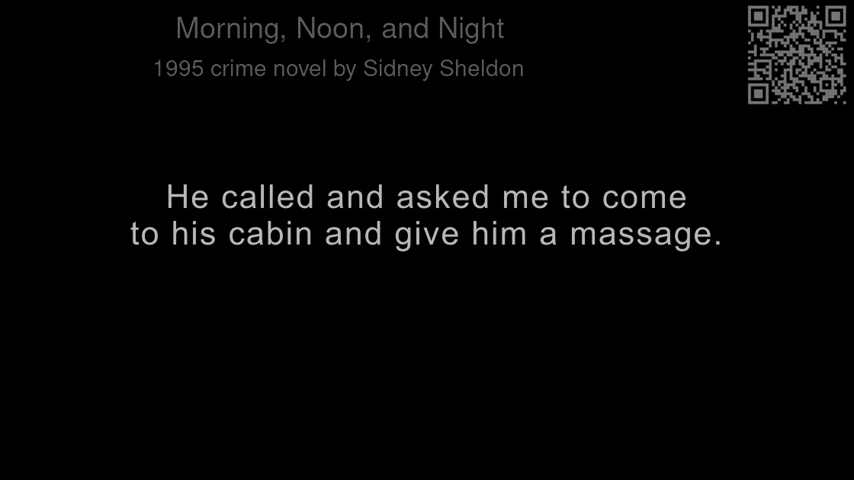 Morning, Noon, and Night
1995 crime novel by Sidney Sheldon
He called and asked me to come
to his cabin and give him a massage.